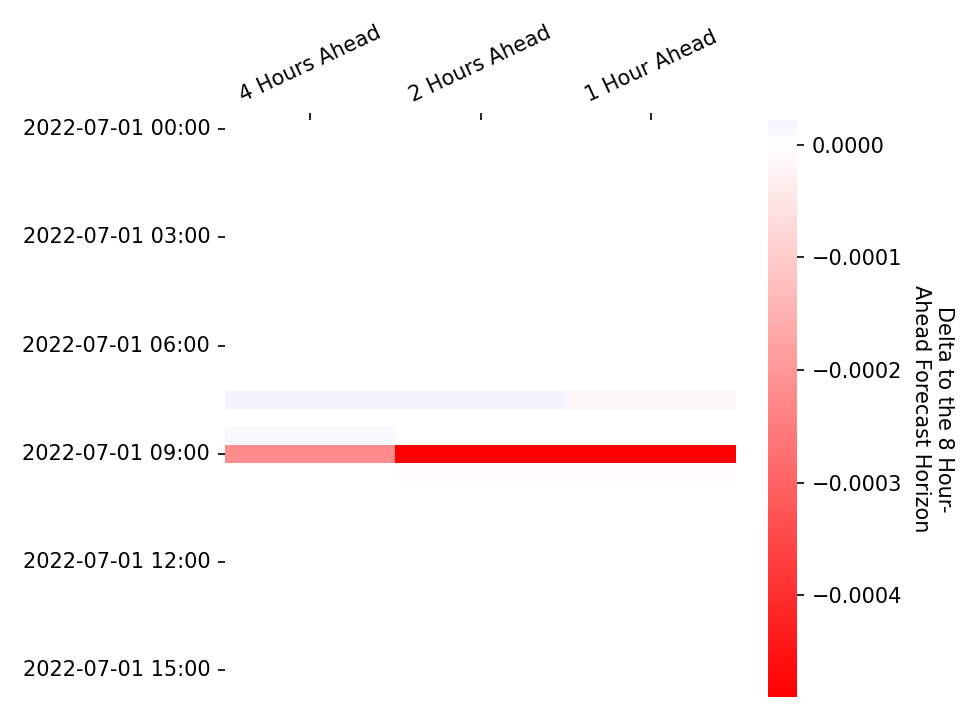 4 Hours Ahead
2 Hours Ahead
1 Hour Ahead
2022-07-01 00:00
2022-07-01 03:00
2022-07-01 06:00
2022-07-01 09:00
2022-07-01 12:00
2022-07-01 15:00
0.0000
−0.0001
−0.0002
−0.0003
−0.0004
Delta to the 8 Hour-
Ahead Forecast Horizon